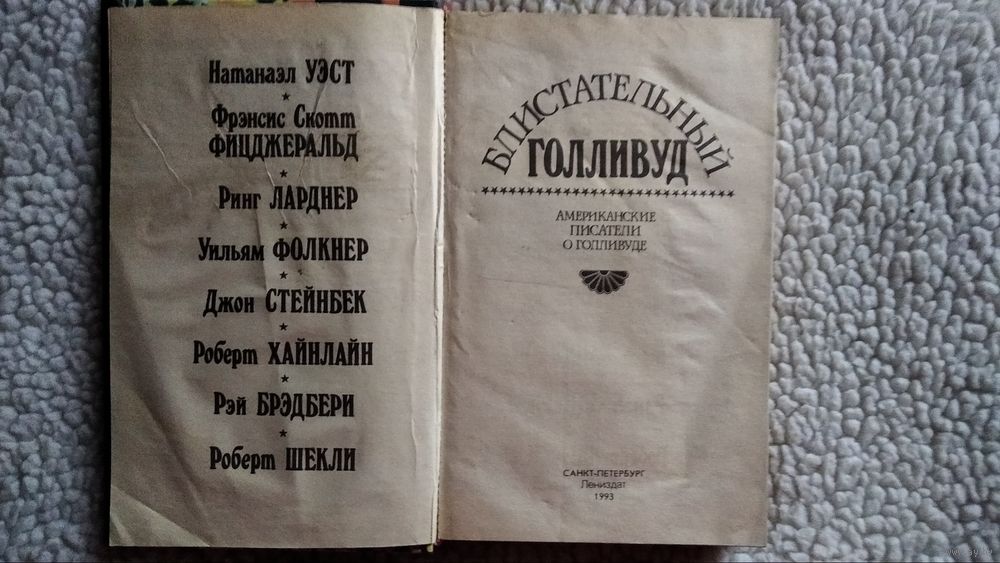 Натанаэл УЭСТ
Фрэнсис Скотт
ФИЦДЖЕРАЛЬД
Ринг ЛАРДНЕР
Уильям ФОЛКНЕР
Джон СТЕЙНБЕК
Роберт ХАЙНЛАЙН
Рэй БРЭДБЕРИ
Роберт ШЕКЛИ
БЛИСТАТЕЛЬНЫЙ
ГОЛЛИВУД
АМЕРИКАНСКИЕ
ПИСАТЕЛИ
О ГОЛЛИВУДЕ
САНКТ-ПЕТЕРБУРГ
Лениздат
1993